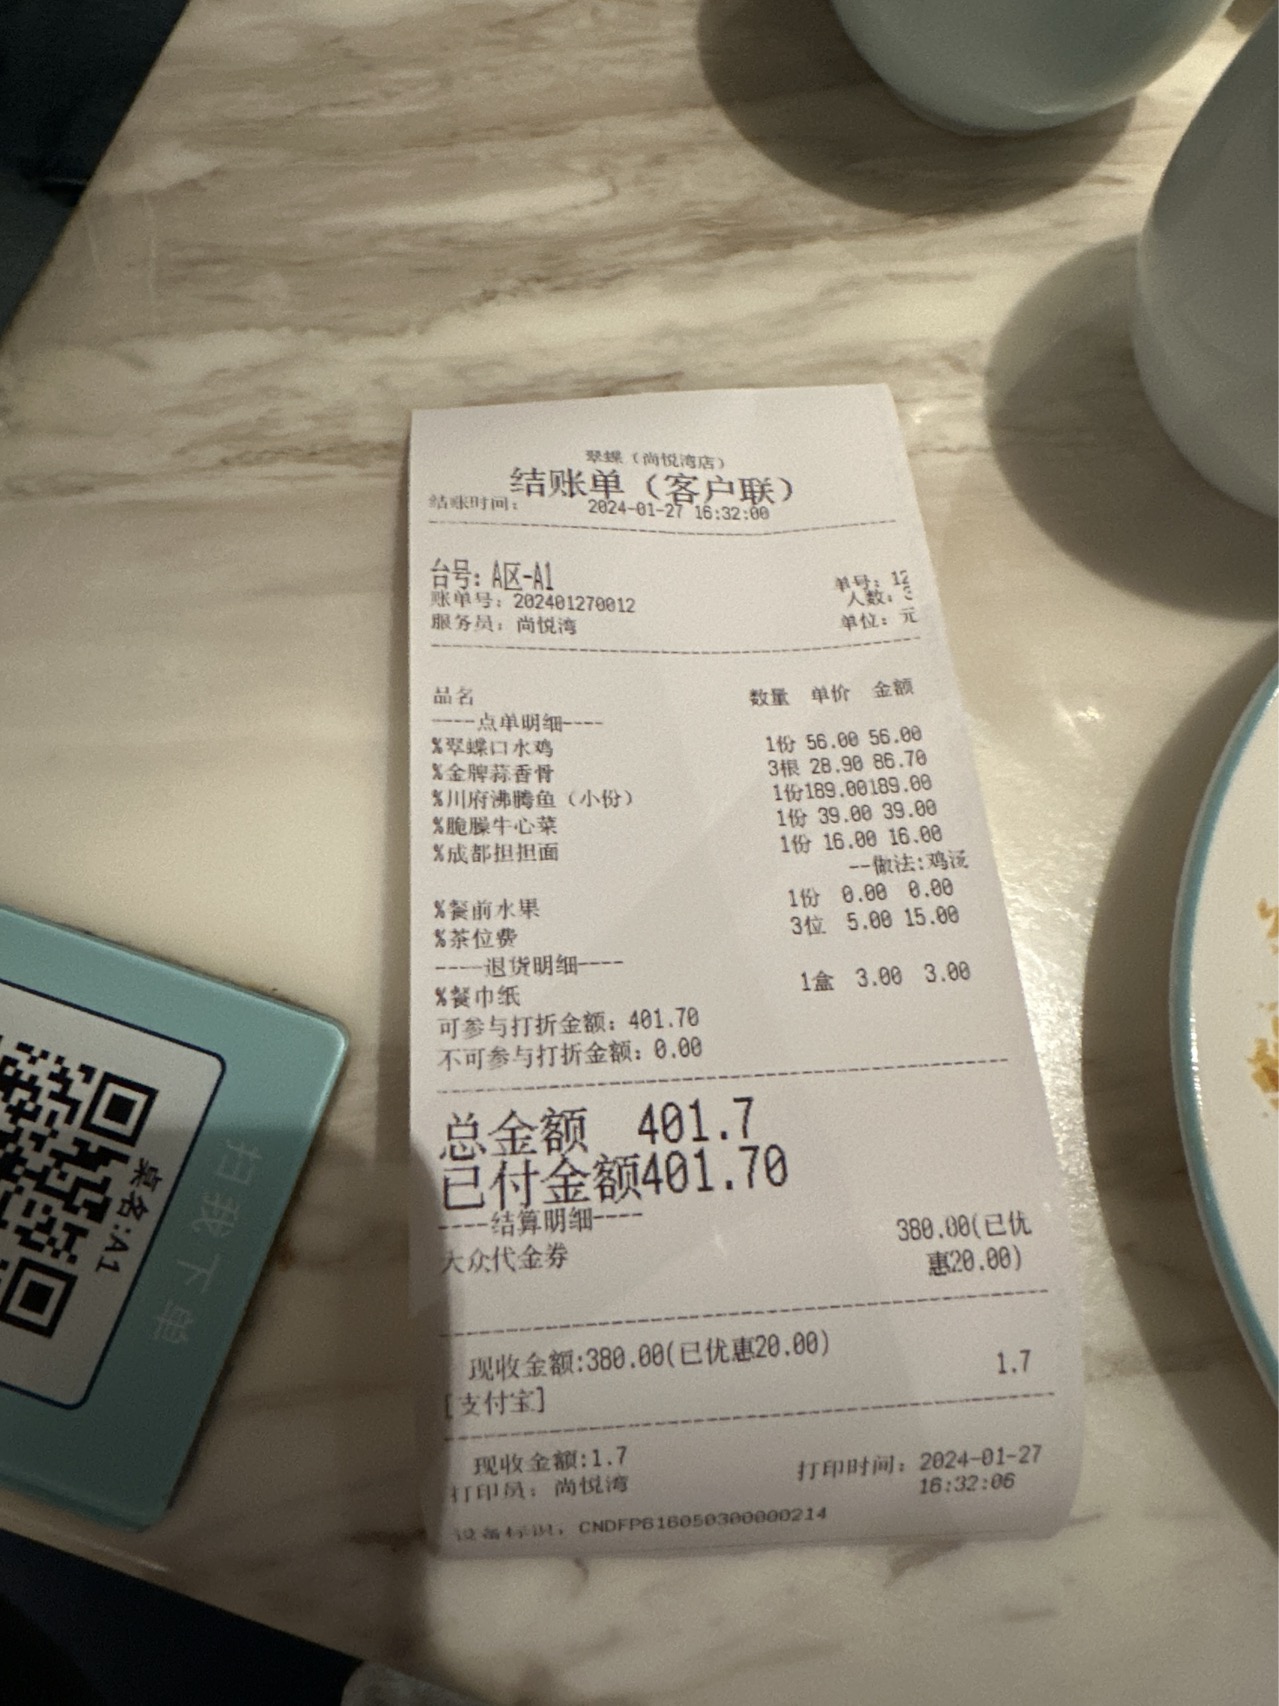 翠蝶（尚悦湾店）
结账单（客户联）
结账时间： 2024-01-27 16:32:00
台号：A区-A1
单号：12
账单号：202401270012
人数：3
服务员：尚悦湾
单位：元
品名 数量 单价 金额
----点单明细----
%翠蝶口水鸡 1份 56.00 56.00
%金牌蒜香骨 3根 28.90 86.70
%川府沸腾鱼（小份） 1份189.00189.00
%脆臊牛心菜 1份 39.00 39.00
%成都担担面 1份 16.00 16.00
--做法:鸡汤
%餐前水果 1份 0.00 0.00
%茶位费 3位 5.00 15.00
----退货明细----
%餐巾纸 1盒 3.00 3.00
可参与打折金额：401.70
不可参与打折金额：0.00
总金额 401.7
已付金额401.70
----结算明细----
大众代金券 380.00(已优
惠20.00)
现收金额:380.00(已优惠20.00)
[支付宝] 1.7
现收金额:1.7
打印员：尚悦湾 打印时间：2024-01-27
16:32:06
设备标识：CNDFP616050300000214
桌名:A1
扫我下单